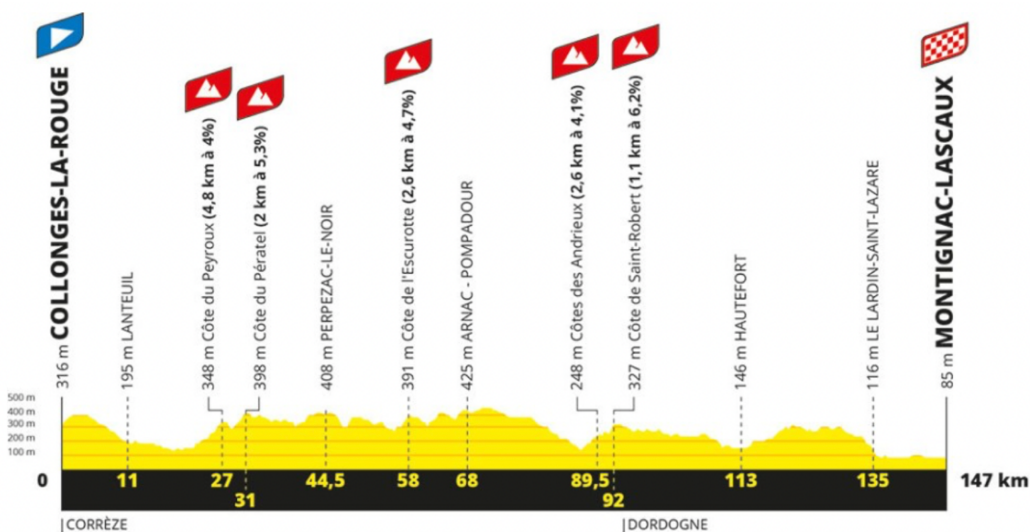 316 m COLLONGES-LA-ROUGE
195 m LANTEUIL
348 m Côte du Peyroux (4,8 km à 4%)
398 m Côte du Pératel (2 km à 5,3%)
408 m PERPEZAC-LE-NOIR
391 m Côte de l'Escurotte (2,6 km à 4,7%)
425 m ARNAC - POMPADOUR
248 m Côtes des Andrieux (2,6 km à 4,1%)
327 m Côte de Saint-Robert (1,1 km à 6,2%)
146 m HAUTEFORT
116 m LE LARDIN-SAINT-LAZARE
85 m MONTIGNAC-LASCAUX
500 m
400 m
300 m
200 m
100 m
0 11 27 44,5 58 68 89,5 113 135 147 km
31 92
CORRÈZE DORDOGNE